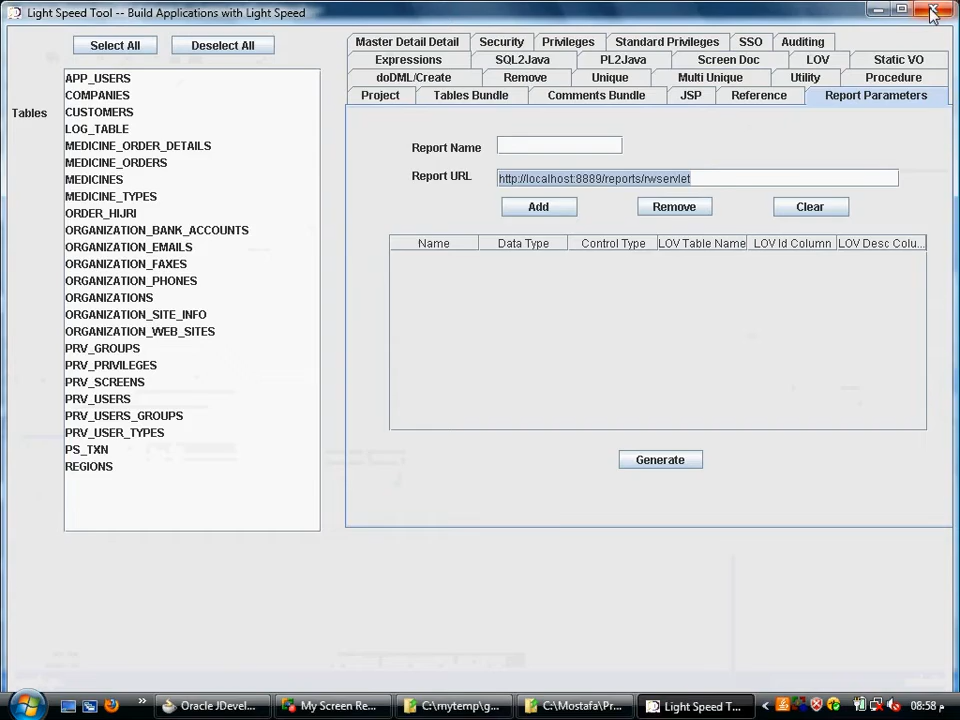 Light Speed Tool -- Build Applications with Light Speed
Select All
Deselect All
Tables
APP_USERS
COMPANIES
CUSTOMERS
LOG_TABLE
MEDICINE_ORDER_DETAILS
MEDICINE_ORDERS
MEDICINES
MEDICINE_TYPES
ORDER_HIJRI
ORGANIZATION_BANK_ACCOUNTS
ORGANIZATION_EMAILS
ORGANIZATION_FAXES
ORGANIZATION_PHONES
ORGANIZATIONS
ORGANIZATION_SITE_INFO
ORGANIZATION_WEB_SITES
PRV_GROUPS
PRV_PRIVILEGES
PRV_SCREENS
PRV_USERS
PRV_USERS_GROUPS
PRV_USER_TYPES
PS_TXN
REGIONS
Master Detail Detail Security Privileges Standard Privileges SSO Auditing
Expressions SQL2Java PL2Java Screen Doc LOV Static VO
doDML/Create Remove Unique Multi Unique Utility Procedure
Project Tables Bundle Comments Bundle JSP Reference Report Parameters
Report Name
Report URL http://localhost:8889/reports/rwservlet
Add Remove Clear
Name Data Type Control Type LOV Table Name LOV Id Column LOV Desc Colu...
Generate
Oracle JDevel... My Screen Re... C:\mytemp\g... C:\Mostafa\Pr... Light Speed T... 08:58 م